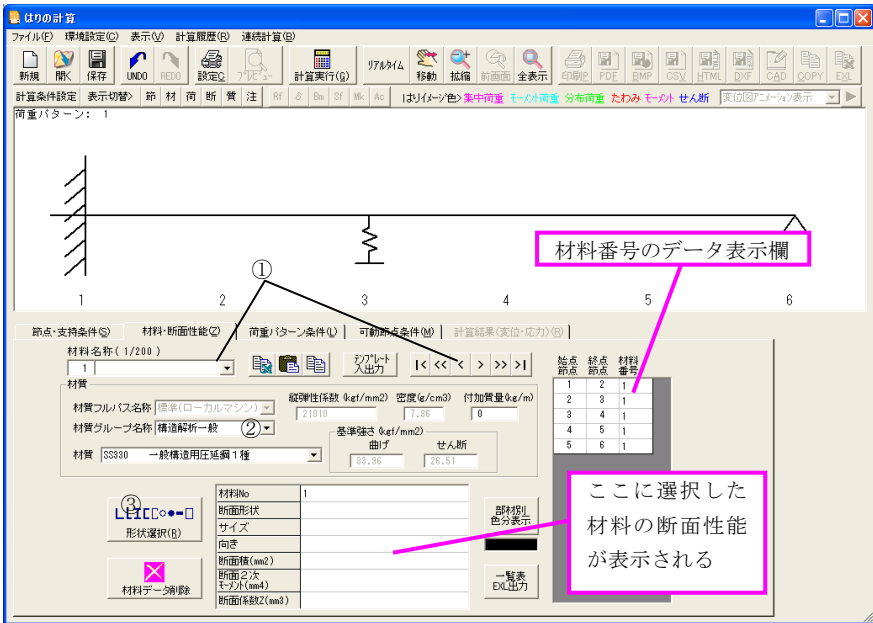 はりの計算
ファイル(F) 環境設定(C) 表示(V) 計算履歴(R) 連続計算(B)
新規 開く 保存 UNDO REDO 設定Q プレビュー 計算実行(G) リアルタイム 移動 拡縮 前画面 全表示 印刷P PDF BMP CSV HTML DXF CAD COPY EXL
計算条件設定 表示切替> 節 材 荷 断 質 注 Rf δ Bm Sf Mk Ac はりイメージ色> 集中荷重 モーメント荷重 分布荷重 たわみ モーメント せん断 変位図アニメーション表示
荷重パターン: 1
材料番号のデータ表示欄
①
1 2 3 4 5 6
節点・支持条件(S) 材料・断面性能(Z) 荷重パターン条件(L) 可動節点条件(M) 計算結果(変位・応力)(R)
材料名称(1/200)
1 テンプレート入出力 |< << < > >> >|
始点節点 終点節点 材料番号
1 2 1
2 3 1
3 4 1
4 5 1
5 6 1
材質
材質フルパス名称 標準(ローカルマシン)
縦弾性係数 (kgf/mm2) 密度(g/cm3) 付加質量(kg/m)
21010 7.86 0
材質グループ名称 構造解析一般 ②
基準強さ (kgf/mm2)
曲げ せん断
33.96 26.51
材質 SS330 一般構造用圧延鋼1種
③
形状選択(B)
材料データ削除
材料No 1
断面形状
サイズ
向き
断面積(mm2)
断面2次モーメント(mm4)
断面係数Z(mm3)
部材別色分表示
一覧表EXL出力
ここに選択した
材料の断面性能
が表示される